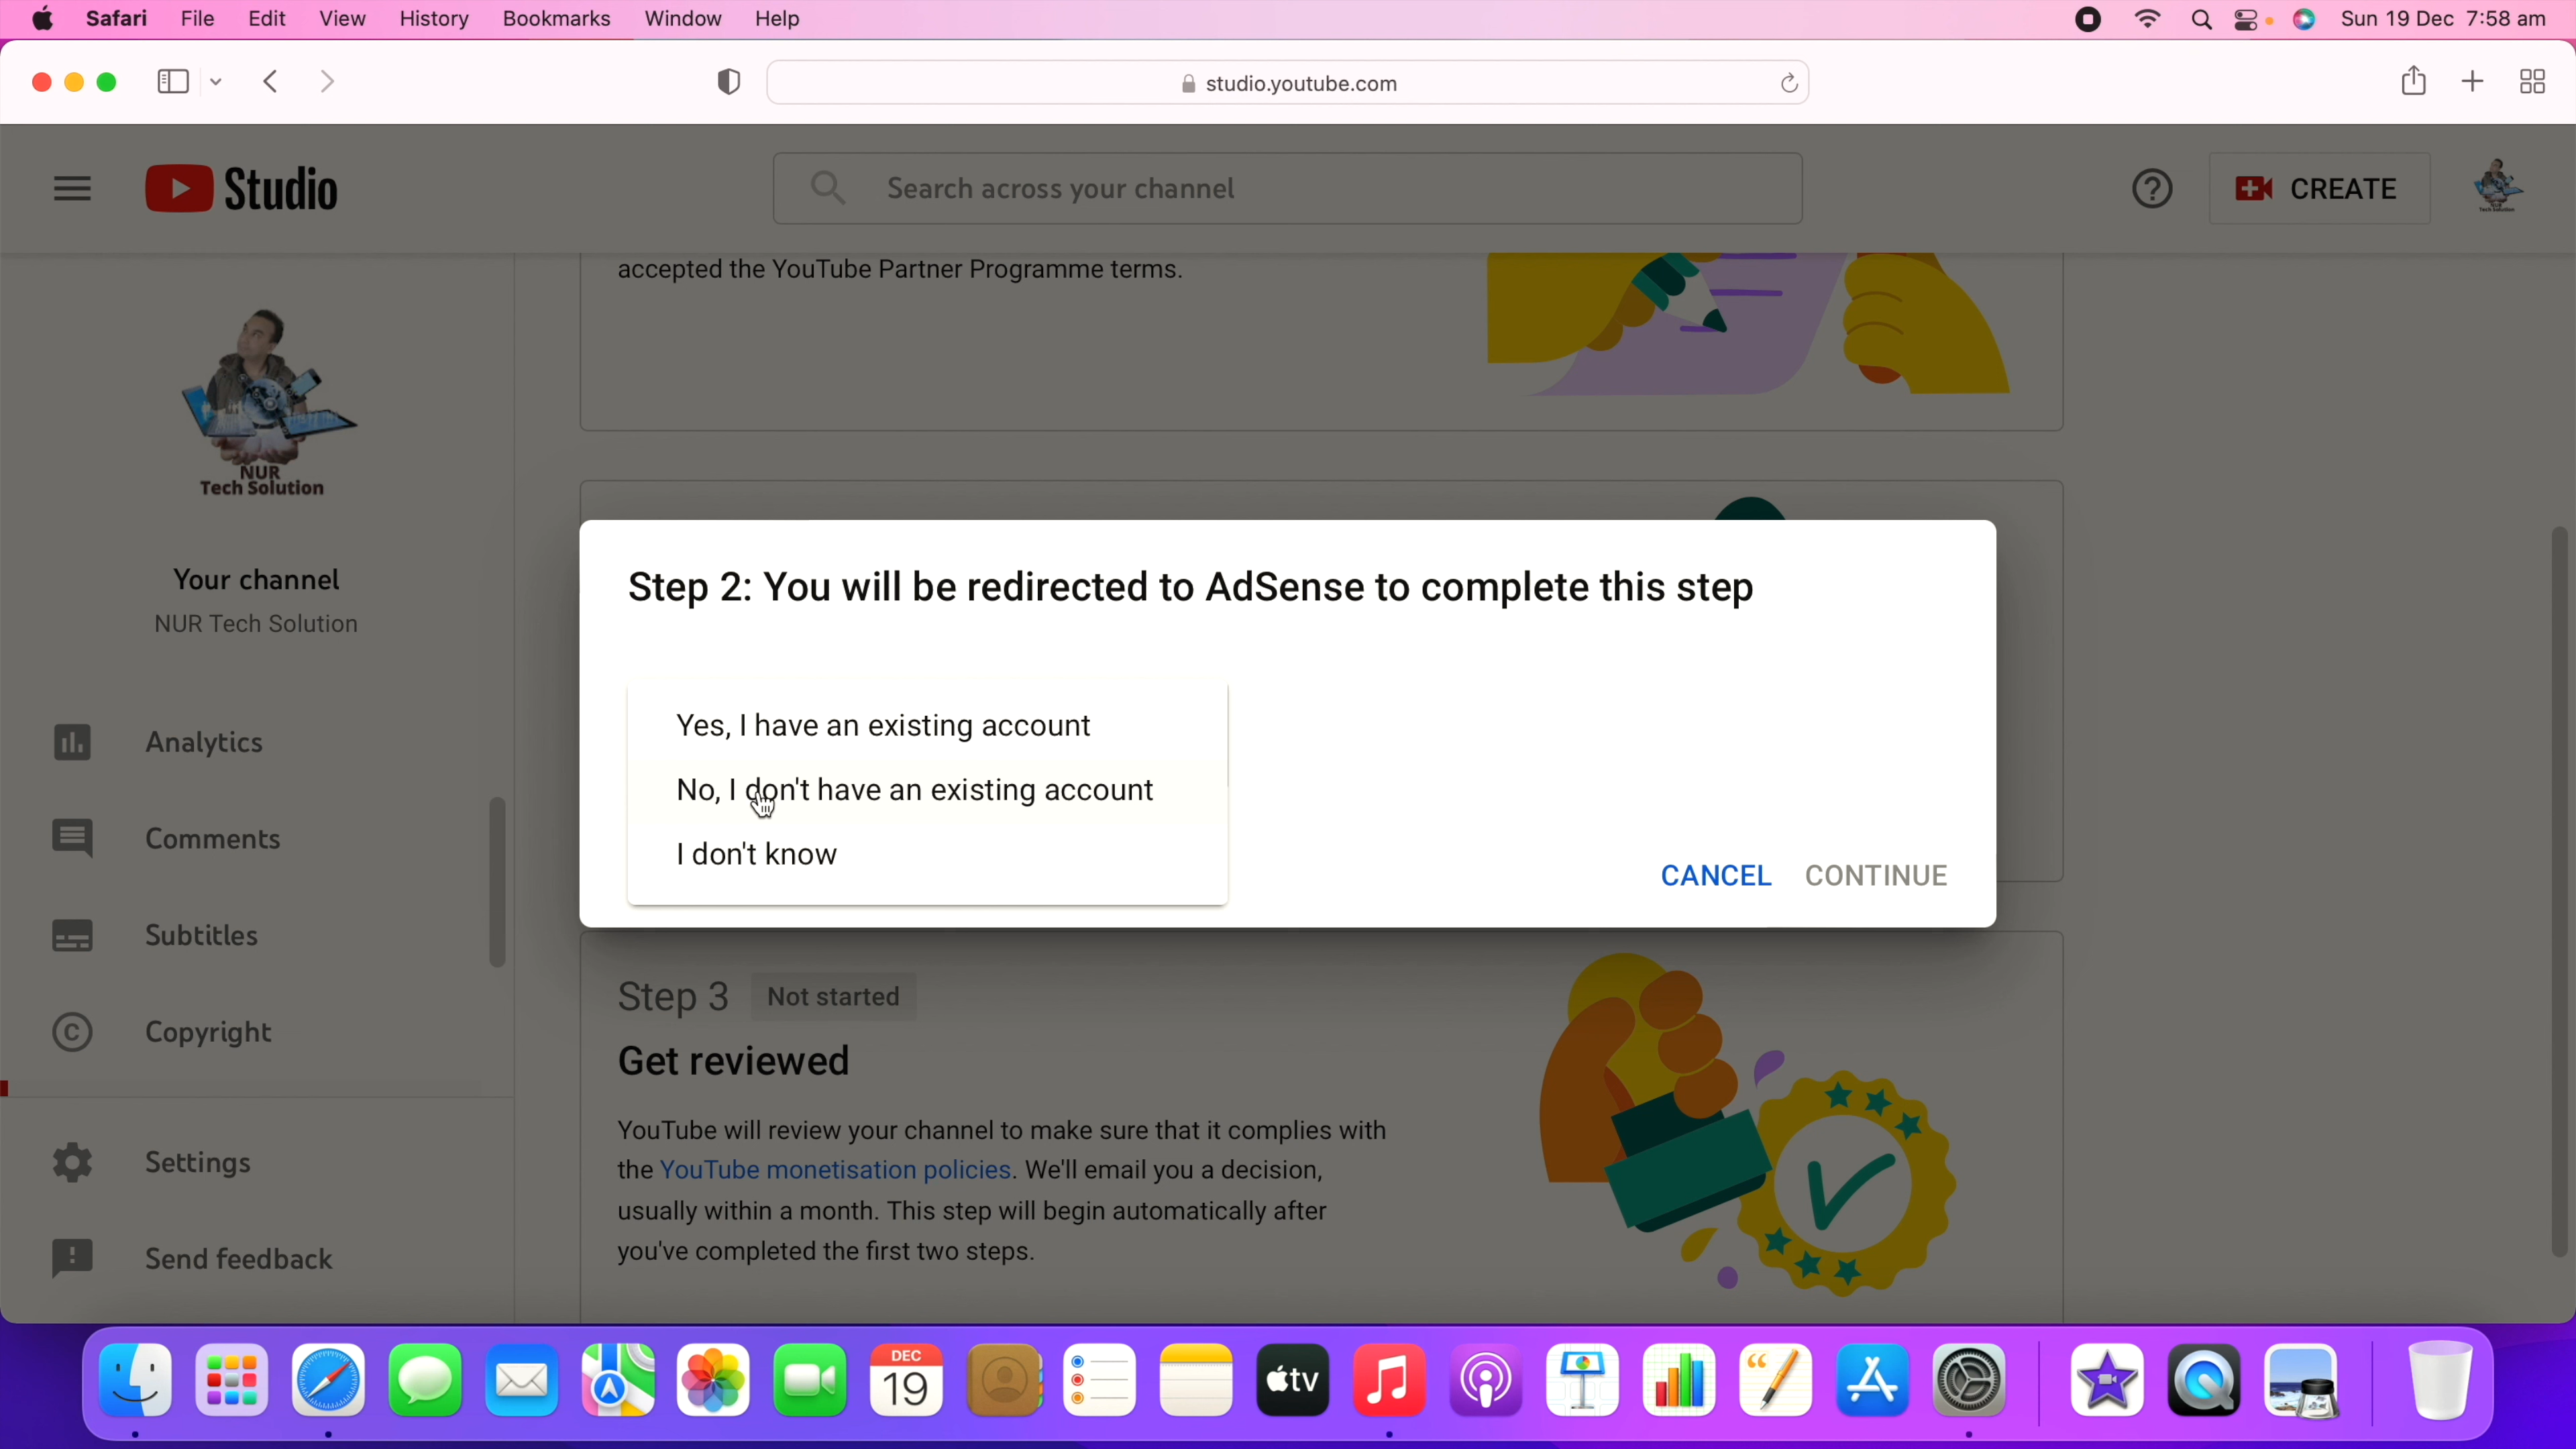 Safari File Edit View History Bookmarks Window Help Sun 19 Dec 7:58 am
studio.youtube.com
Studio Search across your channel CREATE
Tech Solution
accepted the YouTube Partner Programme terms.
NUR
Tech Solution
Your channel
NUR Tech Solution
Analytics
Comments
Subtitles
Copyright
Settings
Send feedback
Step 2: You will be redirected to AdSense to complete this step
Yes, I have an existing account
No, I don't have an existing account
I don't know
CANCEL CONTINUE
Step 3 Not started
Get reviewed
YouTube will review your channel to make sure that it complies with
the YouTube monetisation policies. We'll email you a decision,
usually within a month. This step will begin automatically after
you've completed the first two steps.
DEC
19
tv